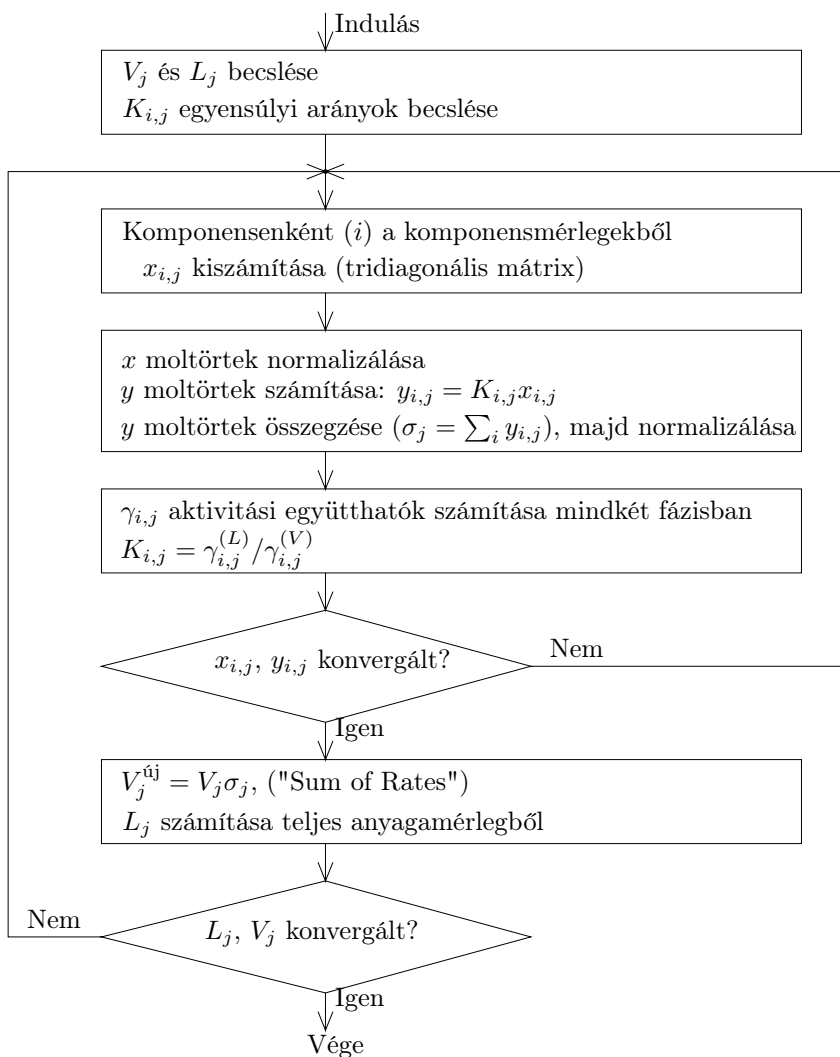 Indulás
V_j és L_j becslése
K_{i,j} egyensúlyi arányok becslése
Komponensenként (i) a komponensmérlegekből
x_{i,j} kiszámítása (tridiagonális mátrix)
x moltörtek normalizálása
y moltörtek számítása: y_{i,j} = K_{i,j}x_{i,j}
y moltörtek összegzése (σ_j = ∑_i y_{i,j}), majd normalizálása
γ_{i,j} aktivitási együtthatók számítása mindkét fázisban
K_{i,j} = γ_{i,j}^{(L)}/γ_{i,j}^{(V)}
x_{i,j}, y_{i,j} konvergált?
Nem
Igen
V_j^{új} = V_jσ_j, ("Sum of Rates")
L_j számítása teljes anyagamérlegből
Nem
L_j, V_j konvergált?
Igen
Vége